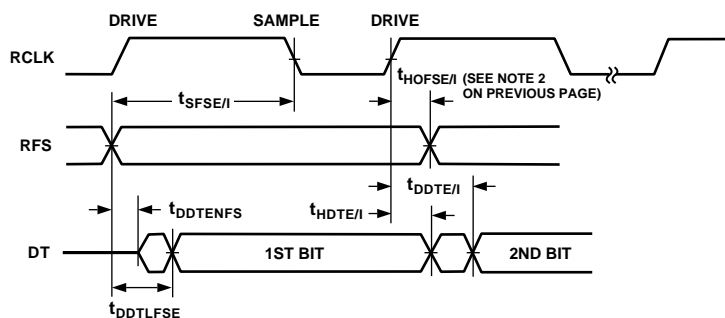 DRIVE SAMPLE DRIVE
RCLK
tHOFSE/I (SEE NOTE 2
ON PREVIOUS PAGE)
tSFSE/I
RFS
tDDTE/I
tDDTENFS
tHDTE/I
DT 1ST BIT 2ND BIT
tDDTLFSE